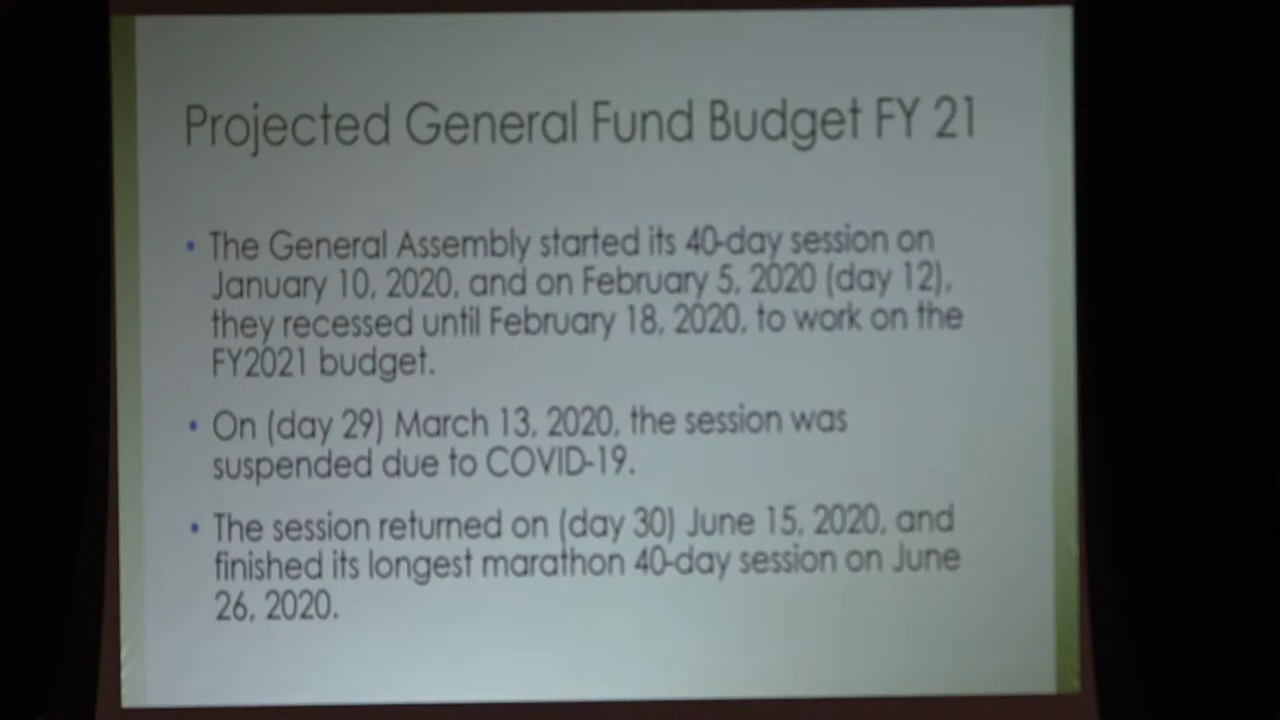 Projected General Fund Budget FY 21
• The General Assembly started its 40-day session on
January 10, 2020, and on February 5, 2020 (day 12),
they recessed until February 18, 2020, to work on the
FY2021 budget.
• On (day 29) March 13, 2020, the session was
suspended due to COVID-19.
• The session returned on (day 30) June 15, 2020, and
finished its longest marathon 40-day session on June
26, 2020.